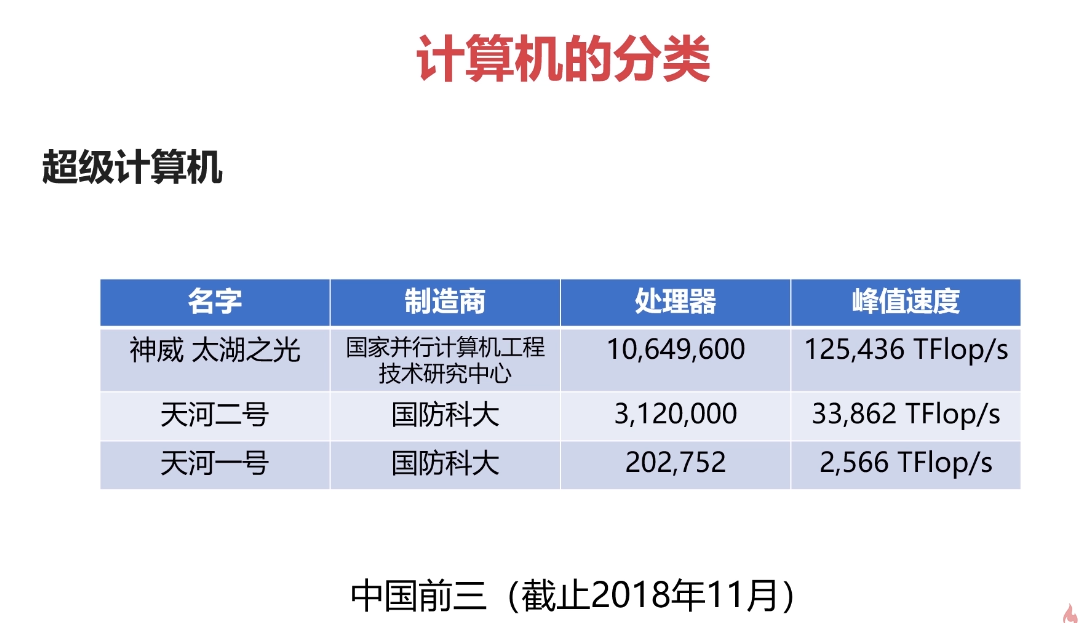 计算机的分类
超级计算机
名字 制造商 处理器 峰值速度
神威 太湖之光 国家并行计算机工程技术研究中心 10,649,600 125,436 TFlop/s
天河二号 国防科大 3,120,000 33,862 TFlop/s
天河一号 国防科大 202,752 2,566 TFlop/s
中国前三（截止2018年11月）